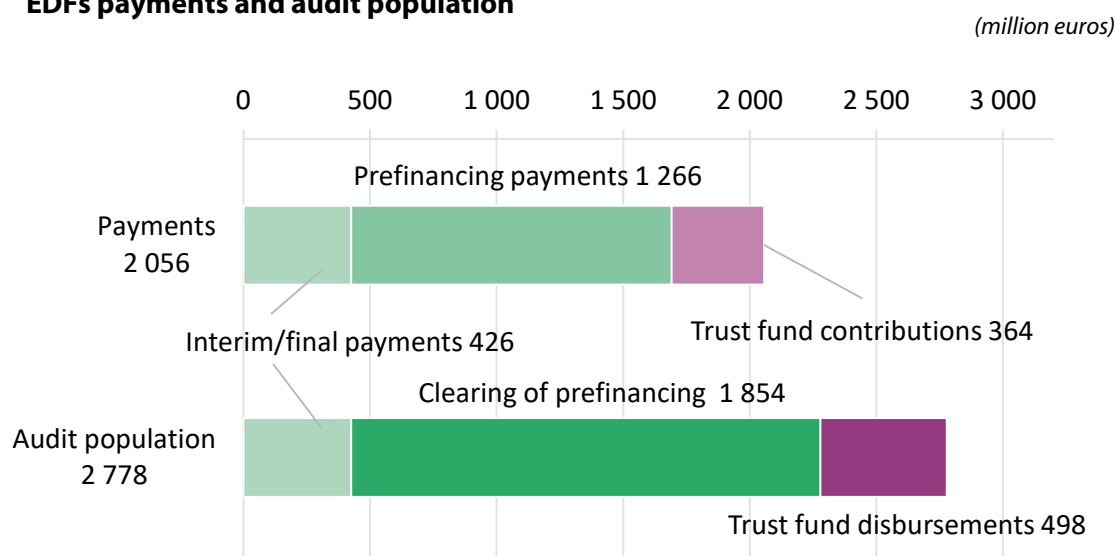 EDFs payments and audit population
(million euros)
0 500 1 000 1 500 2 000 2 500 3 000
Prefinancing payments 1 266
Payments
2 056
Trust fund contributions 364
Interim/final payments 426
Clearing of prefinancing 1 854
Audit population
2 778
Trust fund disbursements 498